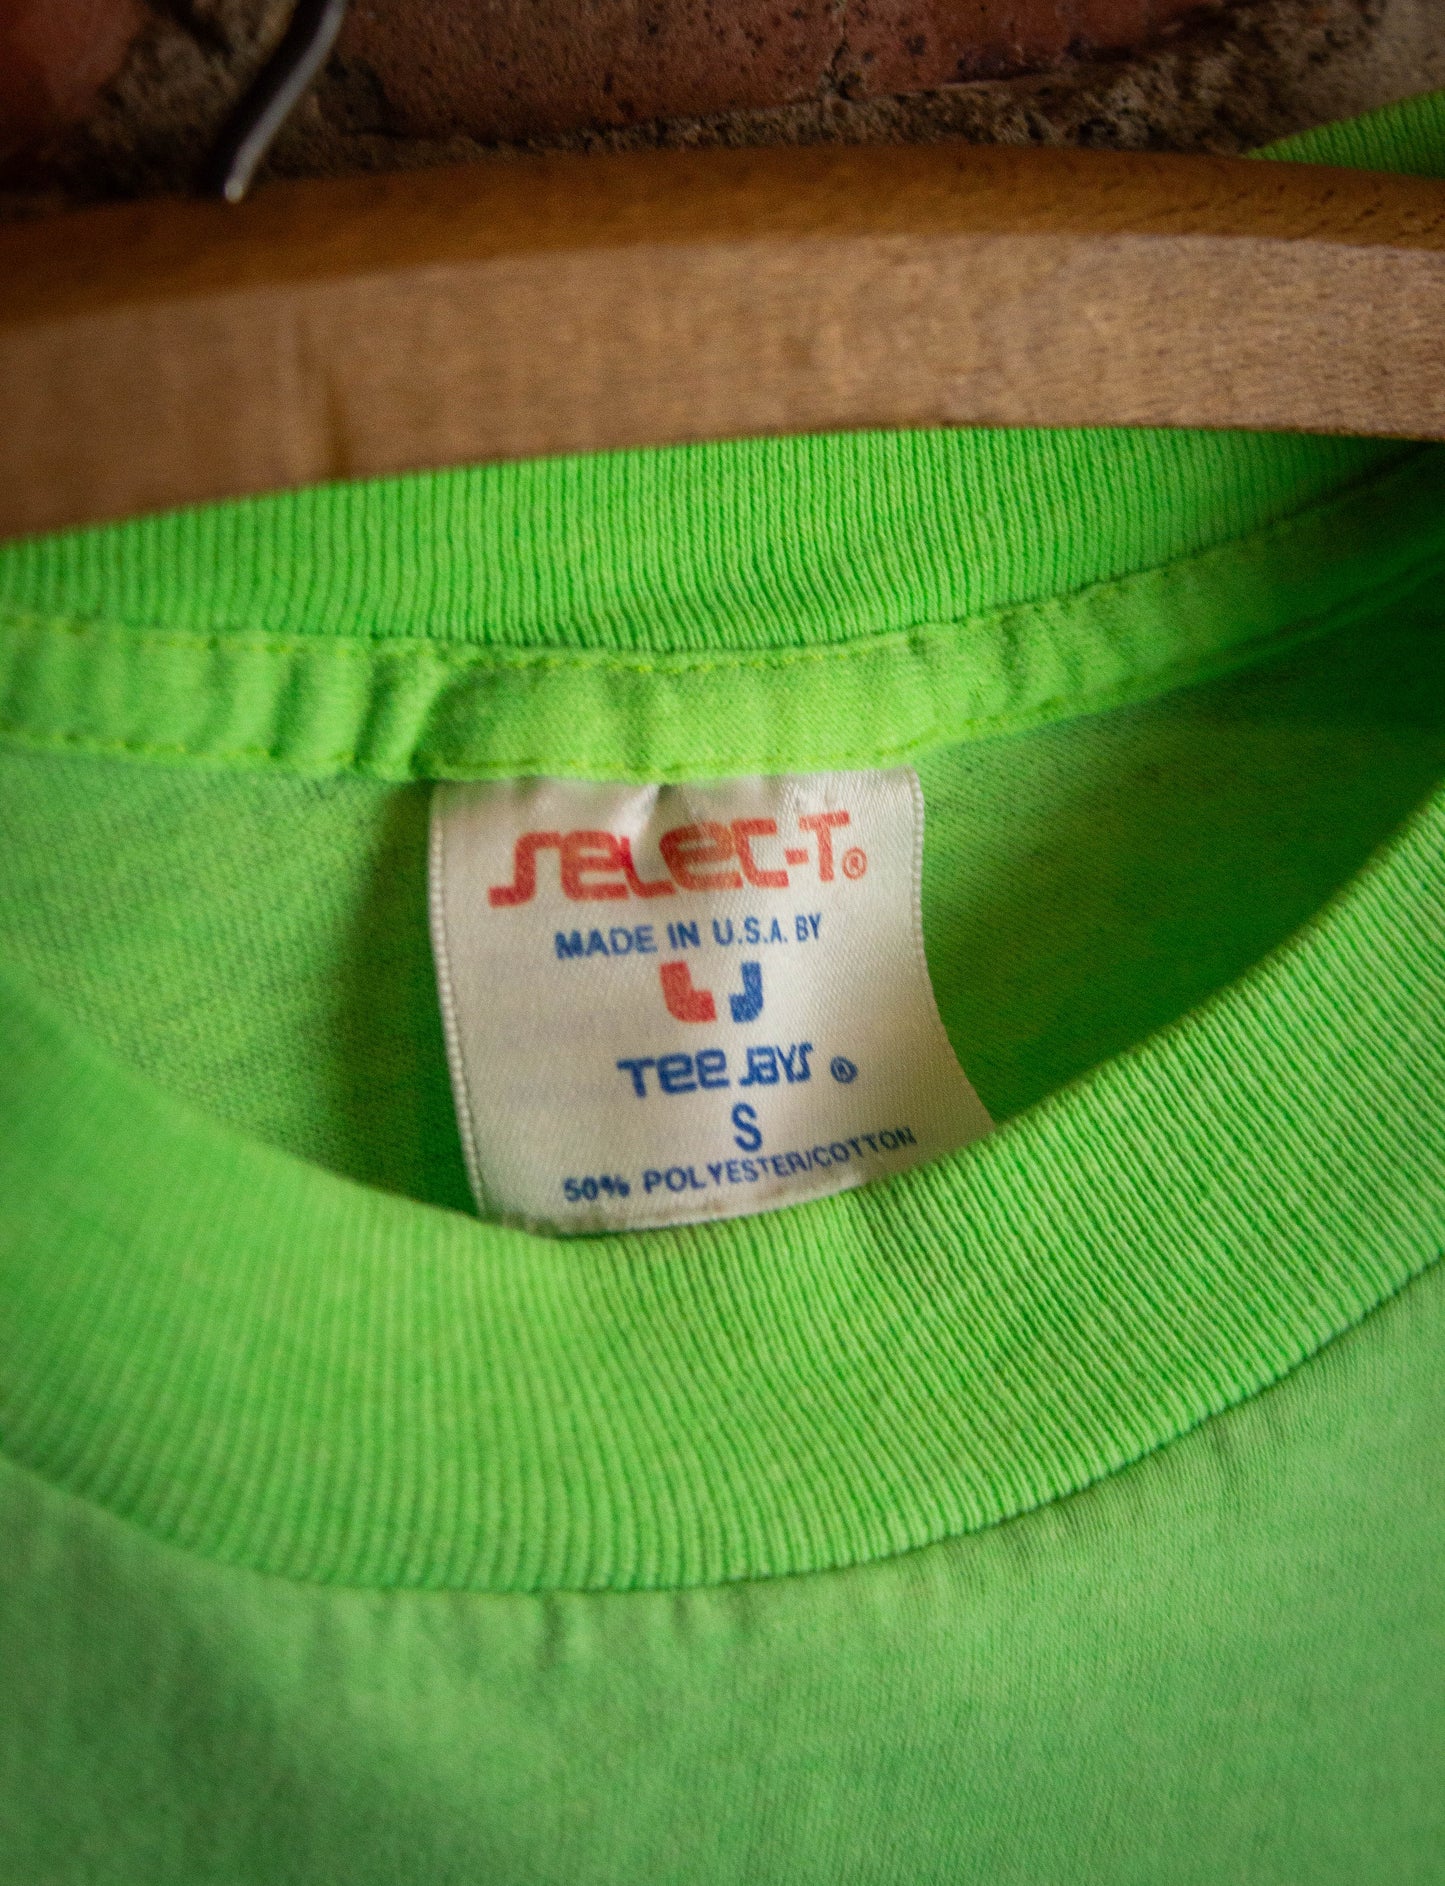 SELEC-T®
MADE IN U.S.A. BY
TEE JAYS ®
S
50% POLYESTER/COTTON